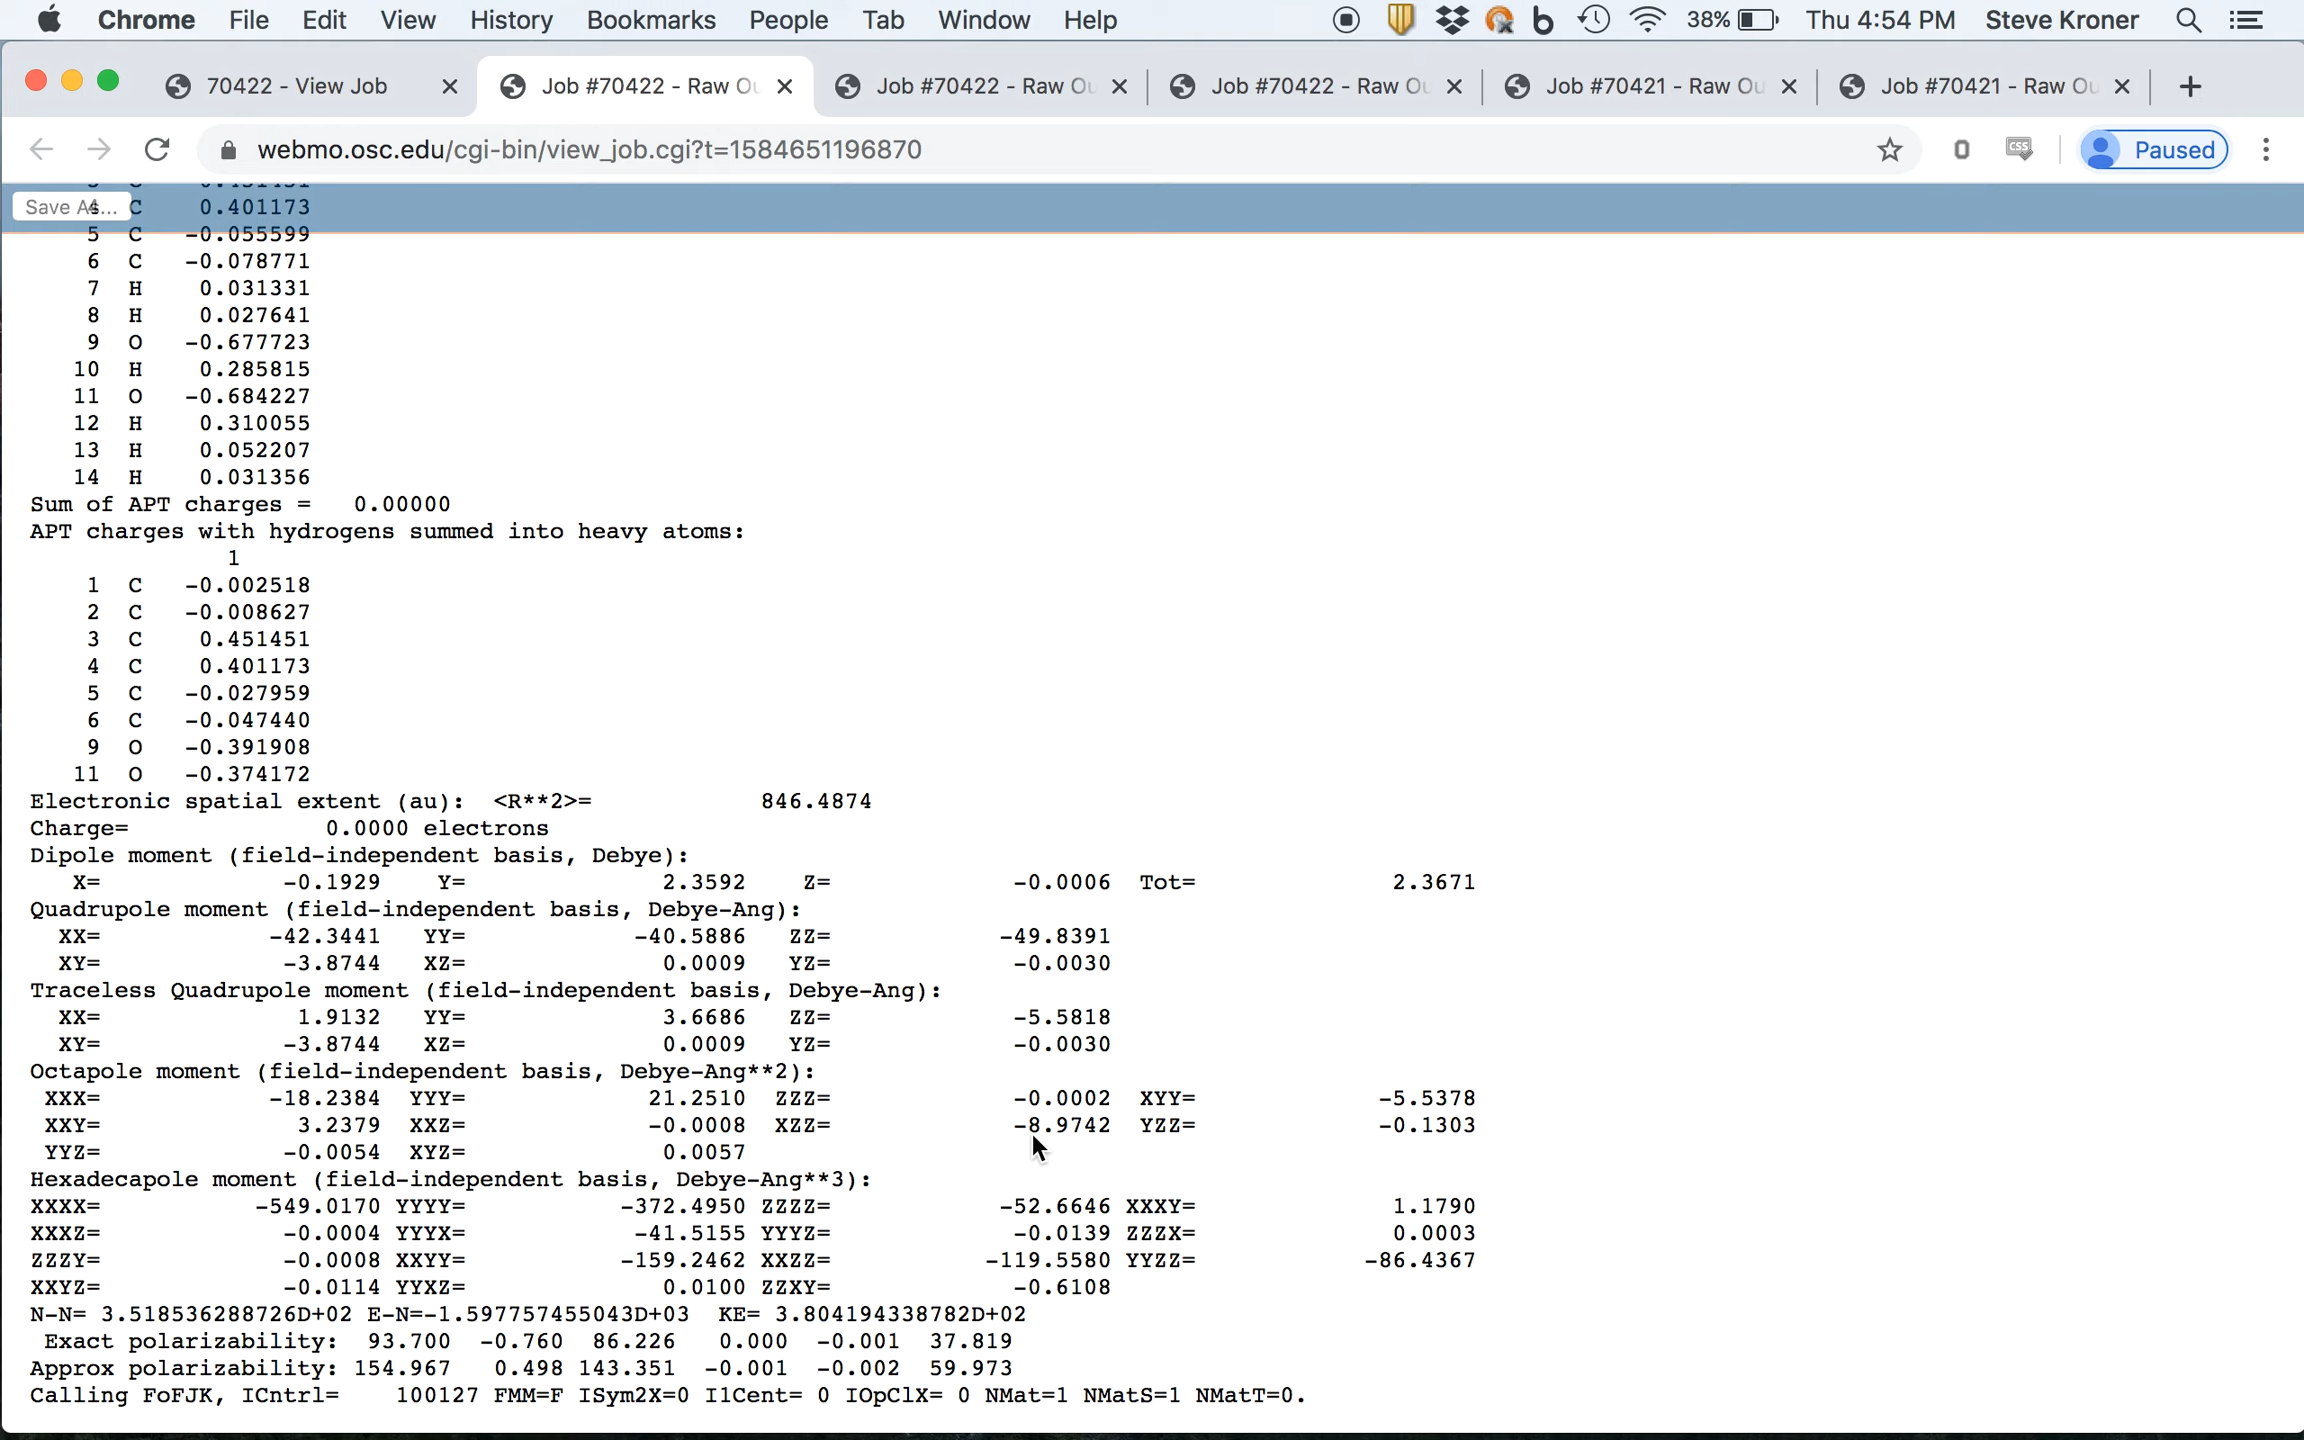 Chrome File Edit View History Bookmarks People Tab Window Help 38% Thu 4:54 PM Steve Kroner
70422 - View Job Job #70422 - Raw Ou Job #70422 - Raw Ou Job #70422 - Raw Ou Job #70421 - Raw Ou Job #70421 - Raw Ou
webmo.osc.edu/cgi-bin/view_job.cgi?t=1584651196870 CSS Paused
Save As...
4 C 0.401173
5 C -0.055599
6 C -0.078771
7 H 0.031331
8 H 0.027641
9 O -0.677723
10 H 0.285815
11 O -0.684227
12 H 0.310055
13 H 0.052207
14 H 0.031356
Sum of APT charges = 0.00000
APT charges with hydrogens summed into heavy atoms:
1
1 C -0.002518
2 C -0.008627
3 C 0.451451
4 C 0.401173
5 C -0.027959
6 C -0.047440
9 O -0.391908
11 O -0.374172
Electronic spatial extent (au): <R**2>= 846.4874
Charge= 0.0000 electrons
Dipole moment (field-independent basis, Debye):
X= -0.1929 Y= 2.3592 Z= -0.0006 Tot= 2.3671
Quadrupole moment (field-independent basis, Debye-Ang):
XX= -42.3441 YY= -40.5886 ZZ= -49.8391
XY= -3.8744 XZ= 0.0009 YZ= -0.0030
Traceless Quadrupole moment (field-independent basis, Debye-Ang):
XX= 1.9132 YY= 3.6686 ZZ= -5.5818
XY= -3.8744 XZ= 0.0009 YZ= -0.0030
Octapole moment (field-independent basis, Debye-Ang**2):
XXX= -18.2384 YYY= 21.2510 ZZZ= -0.0002 XYY= -5.5378
XXY= 3.2379 XXZ= -0.0008 XZZ= -8.9742 YZZ= -0.1303
YYZ= -0.0054 XYZ= 0.0057
Hexadecapole moment (field-independent basis, Debye-Ang**3):
XXXX= -549.0170 YYYY= -372.4950 ZZZZ= -52.6646 XXXY= 1.1790
XXXZ= -0.0004 YYYX= -41.5155 YYYZ= -0.0139 ZZZX= 0.0003
ZZZY= -0.0008 XXYY= -159.2462 XXZZ= -119.5580 YYZZ= -86.4367
XXYZ= -0.0114 YYXZ= 0.0100 ZZXY= -0.6108
N-N= 3.518536288726D+02 E-N=-1.597757455043D+03 KE= 3.804194338782D+02
Exact polarizability: 93.700 -0.760 86.226 0.000 -0.001 37.819
Approx polarizability: 154.967 0.498 143.351 -0.001 -0.002 59.973
Calling FoFJK, ICntrl= 100127 FMM=F ISym2X=0 I1Cent= 0 IOpClX= 0 NMat=1 NMatS=1 NMatT=0.